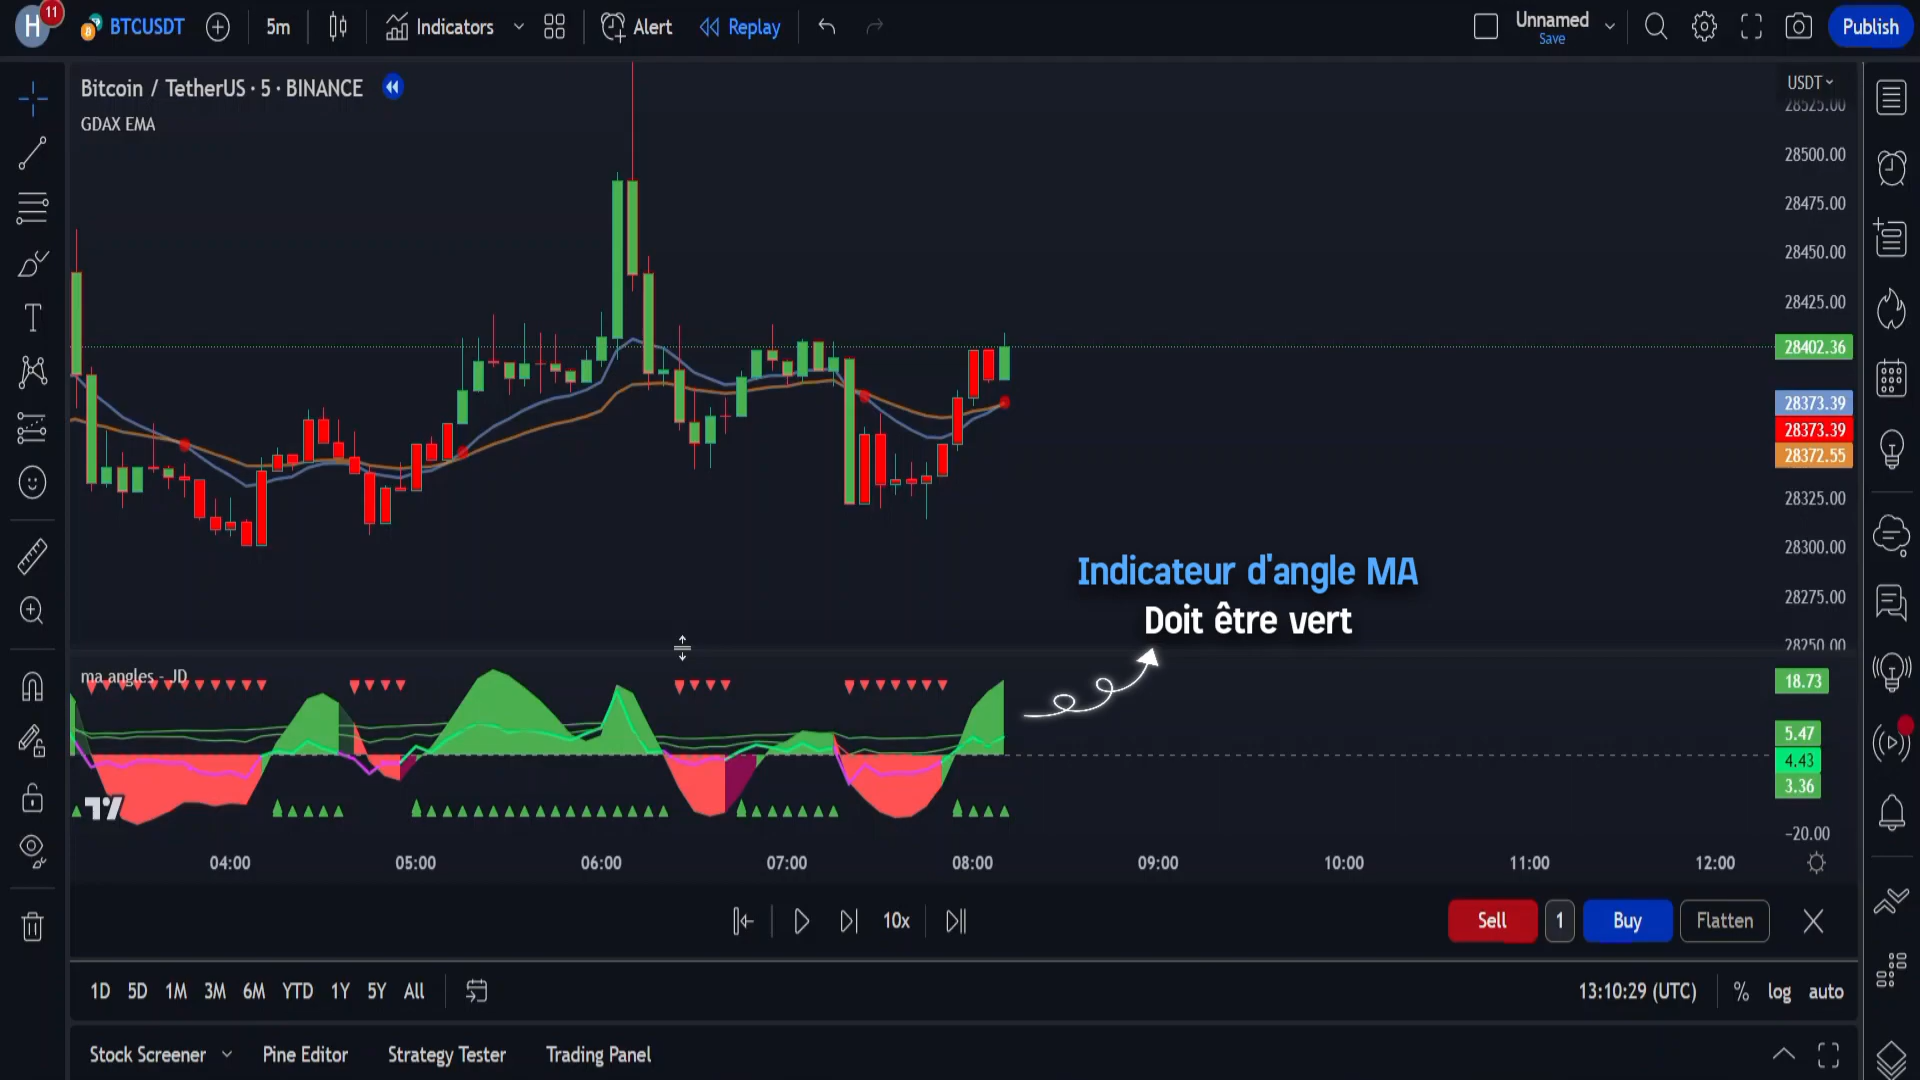 H
11
BTCUSDT
5m
Indicators
Alert
Replay
Unnamed
Save
Publish
Bitcoin / TetherUS · 5 · BINANCE
GDAX EMA
USDT
28525.00
28500.00
28475.00
28450.00
28425.00
28402.36
28373.39
28373.39
28372.55
28325.00
28300.00
28275.00
28250.00
Indicateur d'angle MA
Doit être vert
ma angles - JD
18.73
5.47
4.43
3.36
-20.00
04:00 05:00 06:00 07:00 08:00 09:00 10:00 11:00 12:00
10x
Sell
1
Buy
Flatten
1D 5D 1M 3M 6M YTD 1Y 5Y All
13:10:29 (UTC)
% log auto
Stock Screener Pine Editor Strategy Tester Trading Panel